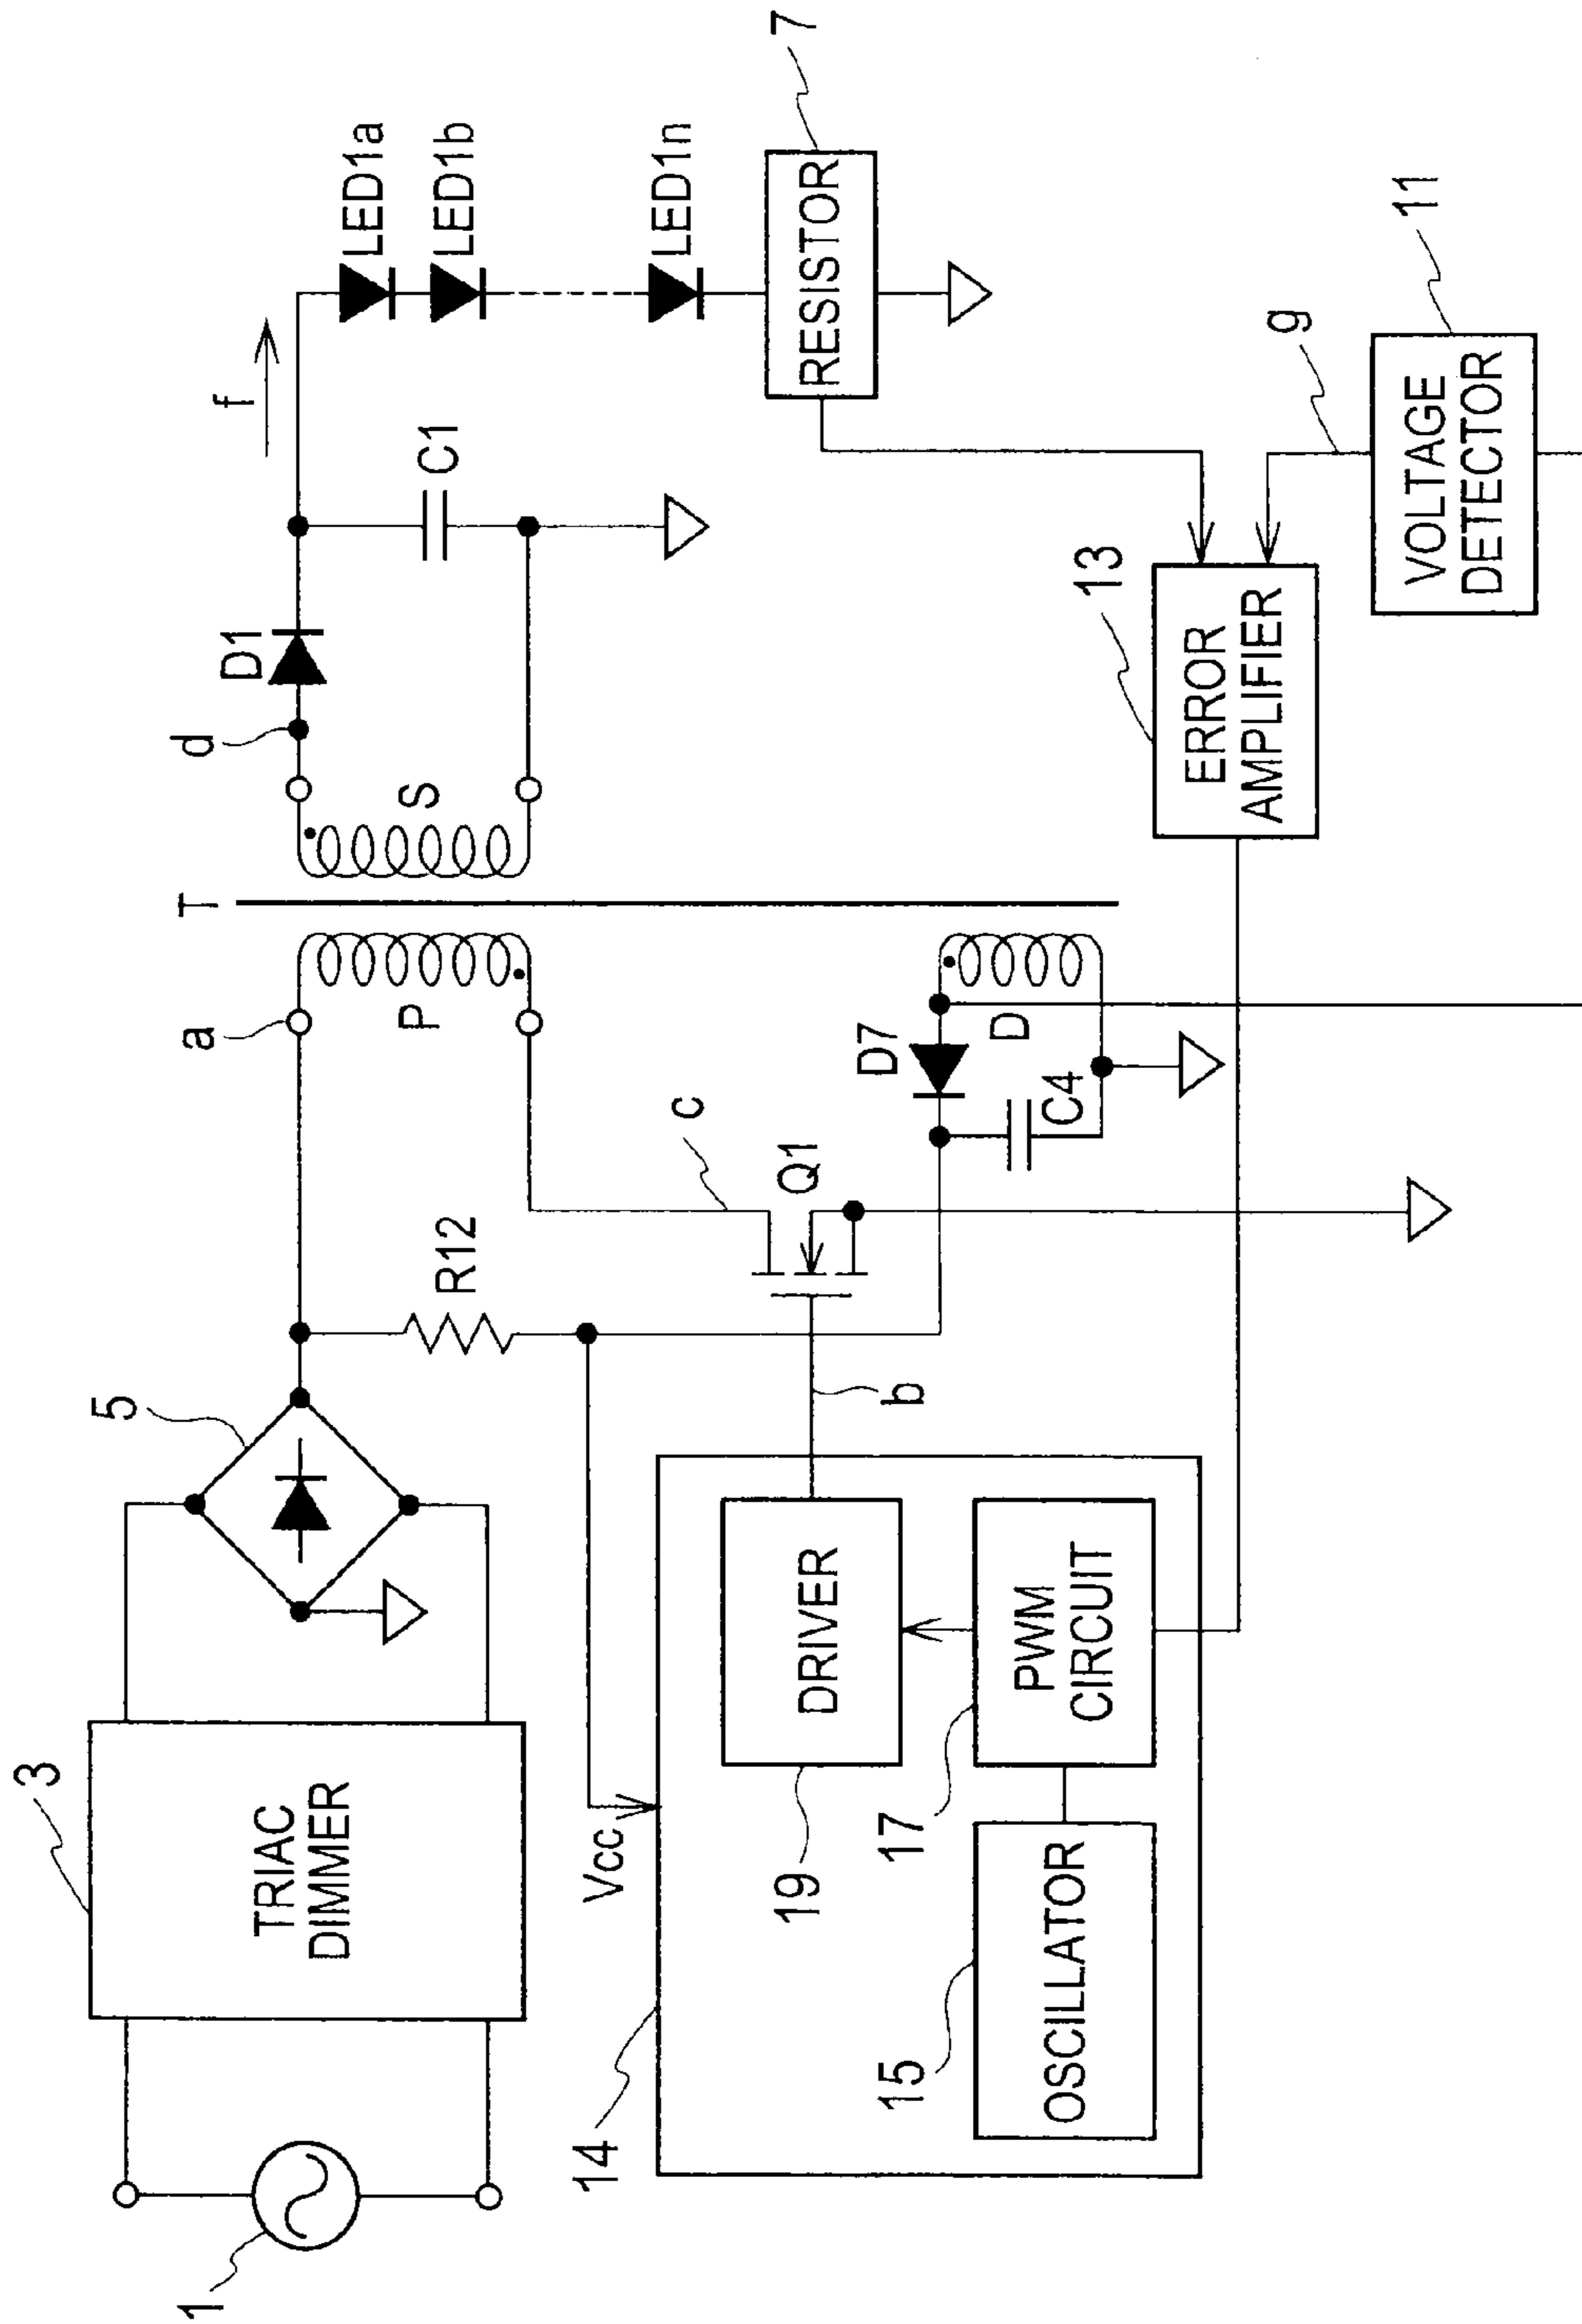 1
3
TRIAC
DIMMER
5
R12
a
P
T
S
d
D1
f
C1
LED1a
LED1b
LED1n
RESISTOR
7
Vcc
14
DRIVER
19
b
Q1
c
D7
D
C4
15
OSCILLATOR
17
PWM
CIRCUIT
13
ERROR
AMPLIFIER
g
VOLTAGE
DETECTOR
11